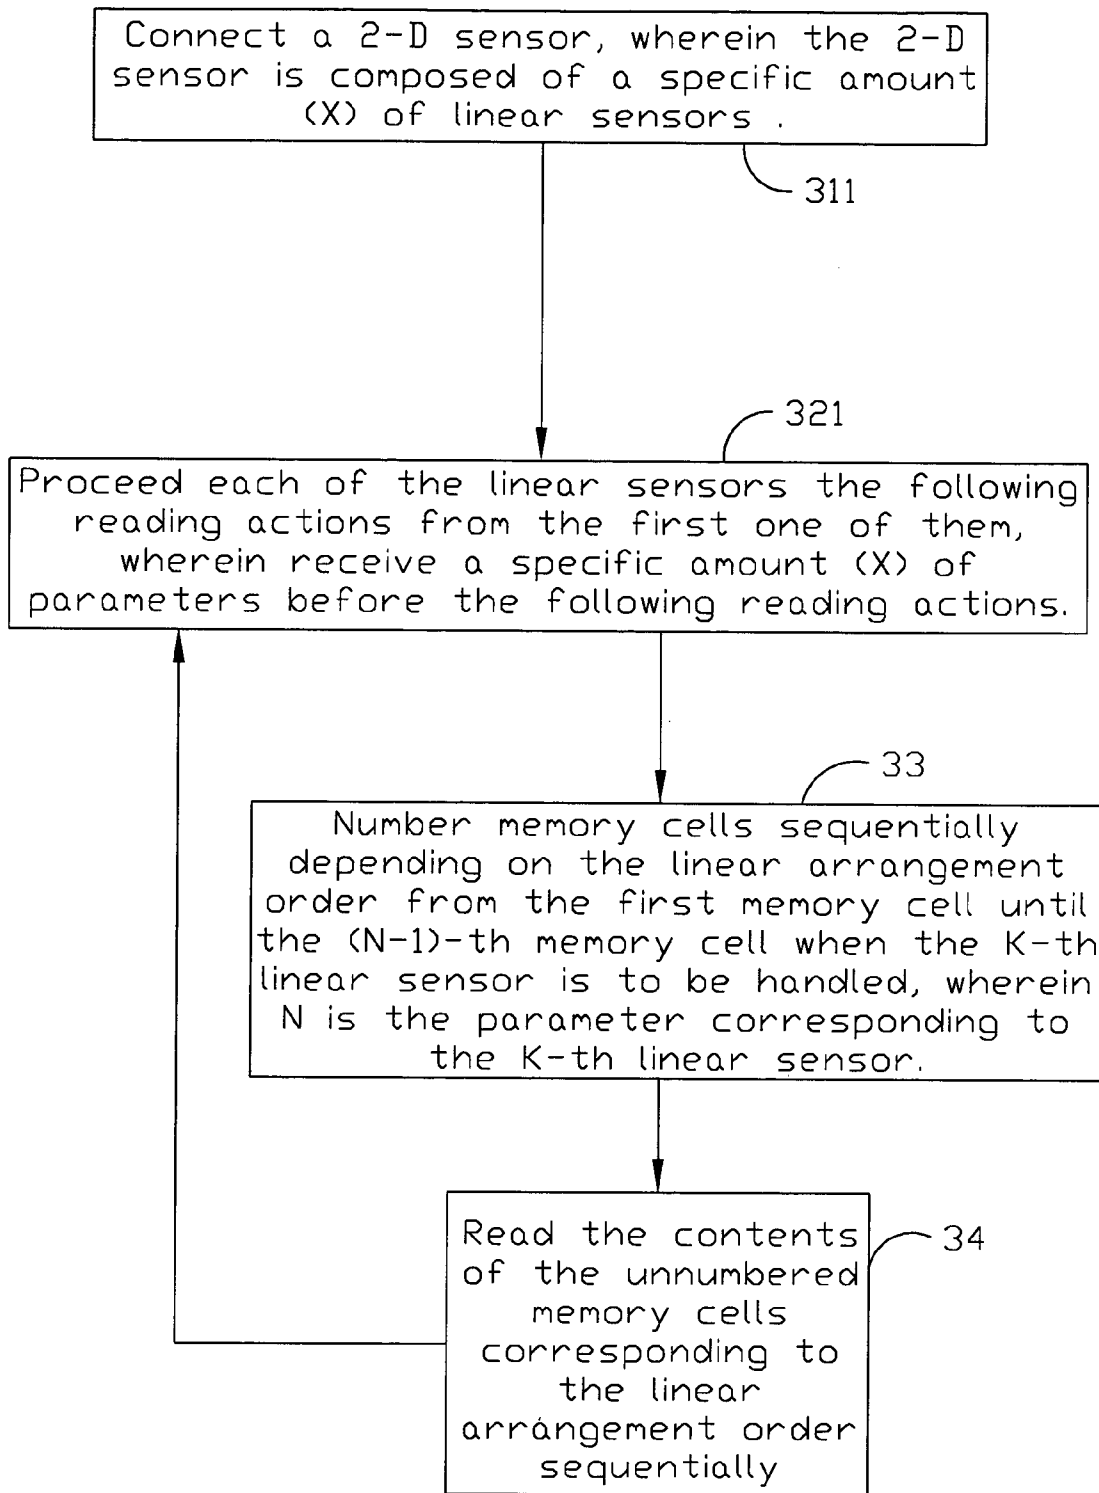 Connect a 2-D sensor, wherein the 2-D
sensor is composed of a specific amount
(X) of linear sensors .
311
321
Proceed each of the linear sensors the following
reading actions from the first one of them,
wherein receive a specific amount (X) of
parameters before the following reading actions.
33
Number memory cells sequentially
depending on the linear arrangement
order from the first memory cell until
the (N-1)-th memory cell when the K-th
linear sensor is to be handled, wherein
N is the parameter corresponding to
the K-th linear sensor.
34
Read the contents
of the unnumbered
memory cells
corresponding to
the linear
arrangement order
sequentially